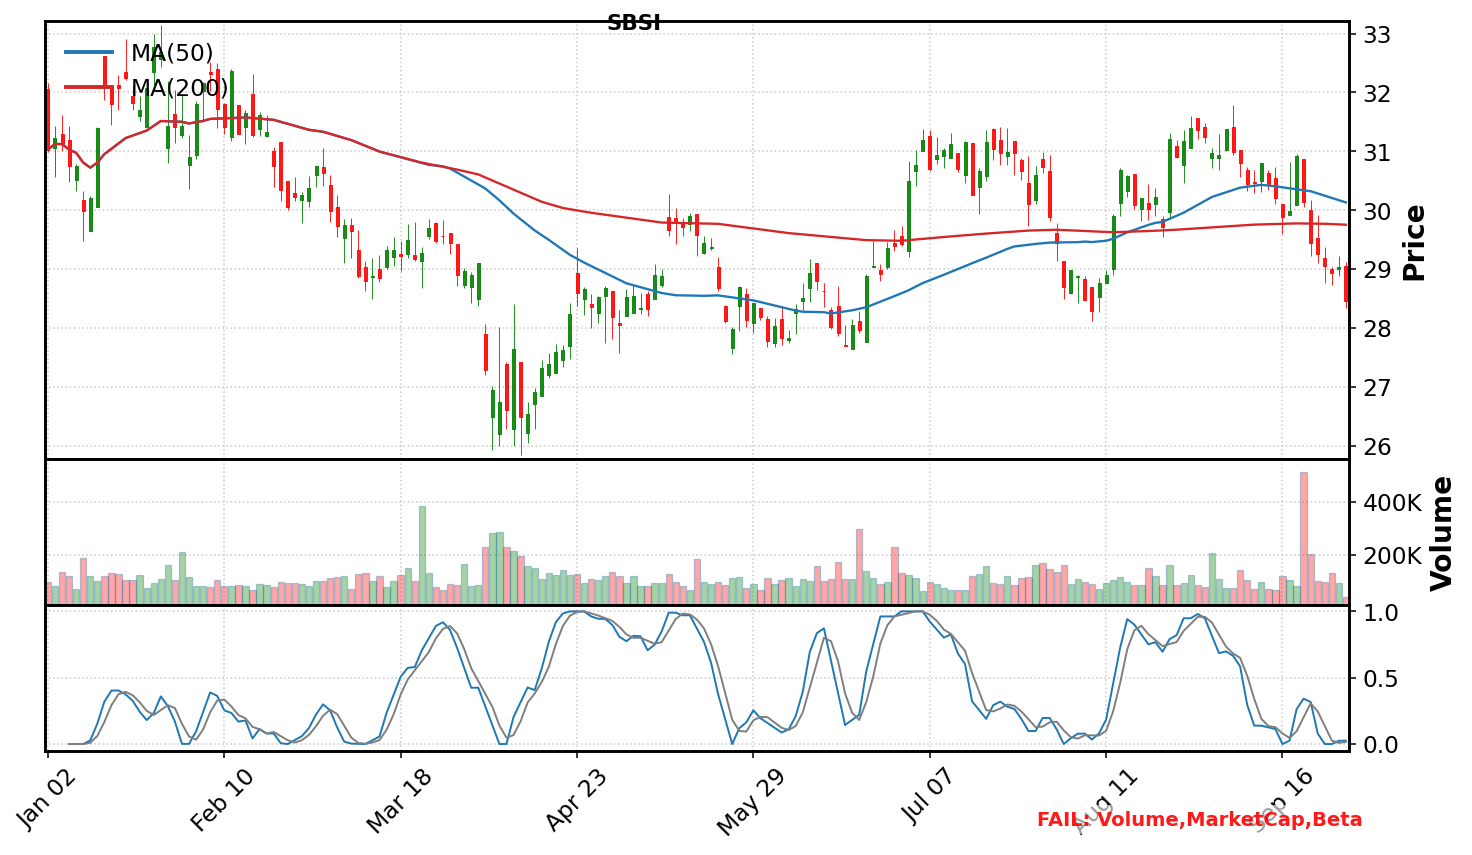 SBSI
MA(50)
MA(200)
33
32
31
30
29
28
27
26
Price
400K
200K
Volume
1.0
0.5
0.0
Jan 02
Feb 10
Mar 18
Apr 23
May 29
Jul 07
Aug 11
Sep 16
FAIL: Volume,MarketCap,Beta